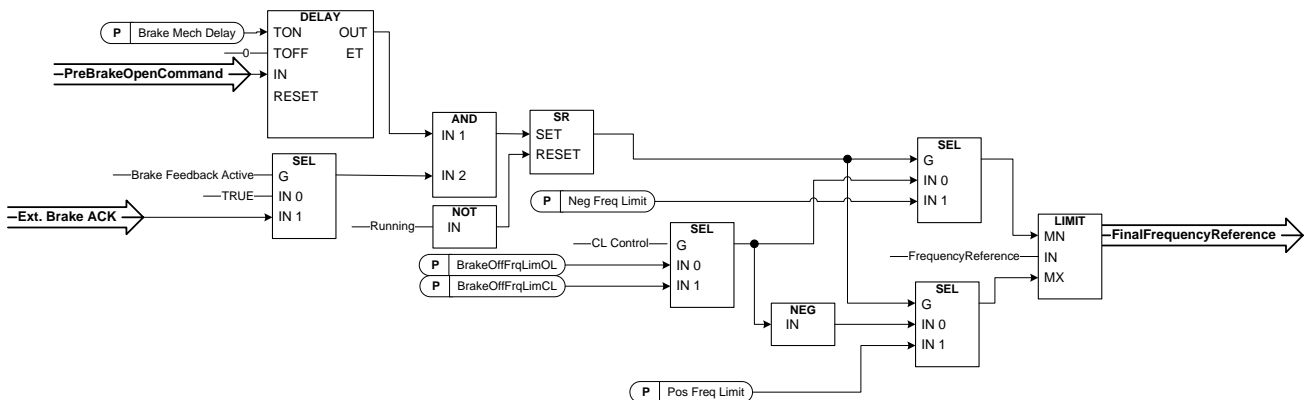 DELAY
P Brake Mech Delay
TON OUT
0 TOFF ET
PreBrakeOpenCommand
IN
RESET
AND
IN 1
IN 2
SR
SET
RESET
SEL
Brake Feedback Active
G
TRUE
IN 0
Ext. Brake ACK
IN 1
NOT
Running
IN
SEL
G
IN 0
P Neg Freq Limit
IN 1
SEL
CL Control
G
P BrakeOffFrqLimOL
IN 0
P BrakeOffFrqLimCL
IN 1
LIMIT
MN
FinalFrequencyReference
FrequencyReference
IN
MX
NEG
IN
SEL
G
IN 0
IN 1
P Pos Freq Limit